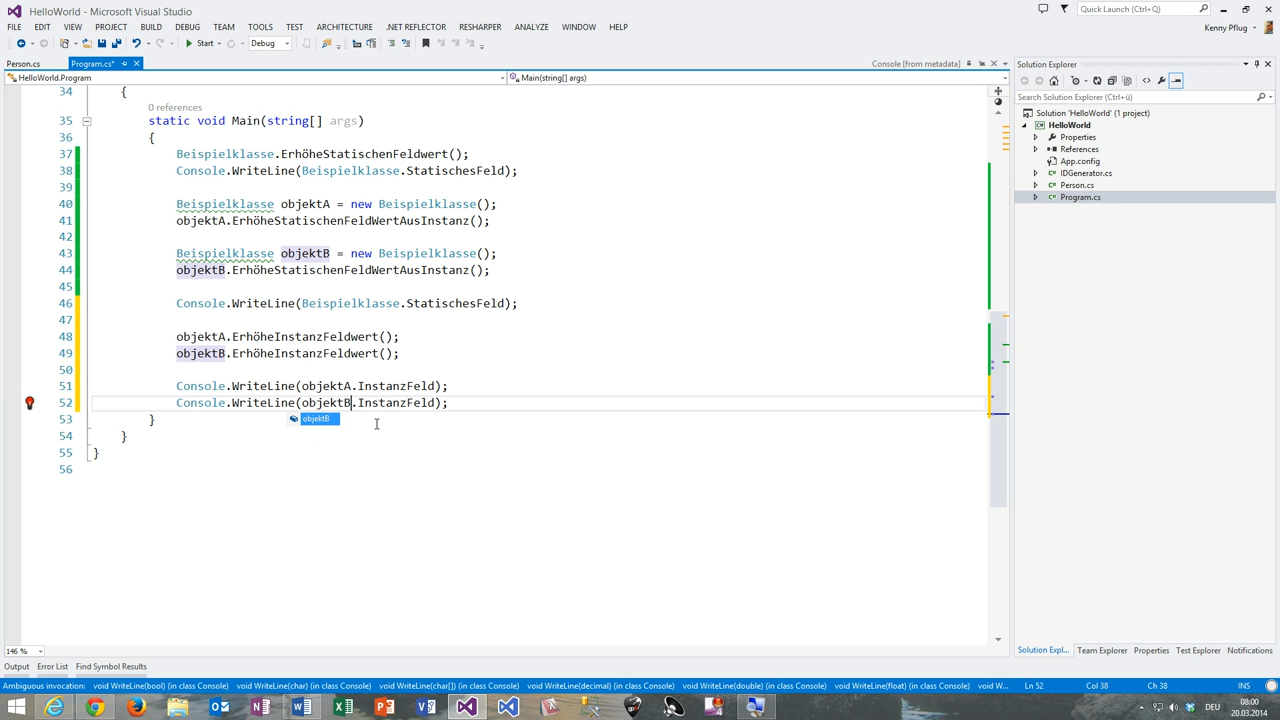 HelloWorld - Microsoft Visual Studio
Quick Launch (Ctrl+Q)
FILE EDIT VIEW PROJECT BUILD DEBUG TEAM TOOLS TEST .NET REFLECTOR RESHARPER ANALYZE WINDOW HELP
Kenny Pflug
Start Debug
Person.cs Program.cs* Console [from metadata]
HelloWorld.Program Main(string[] args)
34 {
0 references
35 static void Main(string[] args)
36 {
37 Beispielklasse.ErhöheStatischenFeldwert();
38 Console.WriteLine(Beispielklasse.StatischesFeld);
39
40 Beispielklasse objektA = new Beispielklasse();
41 objektA.ErhöheStatischenFeldWertAusInstanz();
42
43 Beispielklasse objektB = new Beispielklasse();
44 objektB.ErhöheStatischenFeldWertAusInstanz();
45
46 Console.WriteLine(Beispielklasse.StatischesFeld);
47
48 objektA.ErhöheInstanzFeldwert();
49 objektB.ErhöheInstanzFeldwert();
50
51 Console.WriteLine(objektA.InstanzFeld);
52 Console.WriteLine(objektB.InstanzFeld);
objektB
53 }
54 }
55 }
56
146 %
Solution Explorer
Search Solution Explorer (Ctrl+ü)
Solution 'HelloWorld' (1 project)
HelloWorld
Properties
References
App.config
IDGenerator.cs
Person.cs
Program.cs
Solution Expl... Team Explorer Properties Test Explorer Notifications
Output Error List Find Symbol Results
Ambiguous invocation: void WriteLine(bool) (in class Console) void WriteLine(char) (in class Console) void WriteLine(char[]) (in class Console) void WriteLine(decimal) (in class Console) void WriteLine(double) (in class Console) void WriteLine(float) (in class Console) void W... Ln 52 Col 38 Ch 38 INS
DEU
08:00
20.03.2014